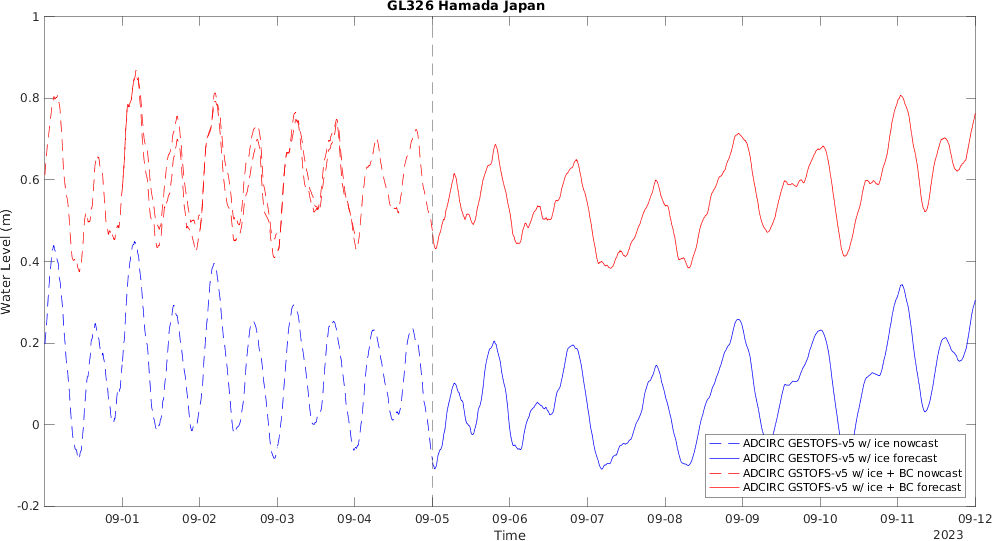 GL326 Hamada Japan
1
0.8
0.6
0.4
0.2
0
-0.2
Water Level (m)
09-01 09-02 09-03 09-04 09-05 09-06 09-07 09-08 09-09 09-10 09-11 09-12
Time
2023
ADCIRC GESTOFS-v5 w/ ice nowcast
ADCIRC GESTOFS-v5 w/ ice forecast
ADCIRC GSTOFS-v5 w/ ice + BC nowcast
ADCIRC GSTOFS-v5 w/ ice + BC forecast